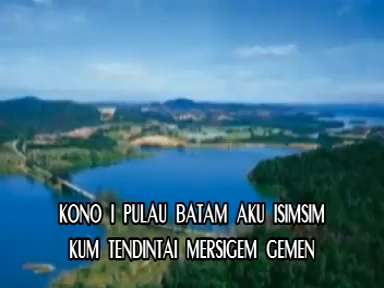 KONO I PULAU BATAM AKU ISIMSIM
KUM TENDINTAI MERSIGEM GEMEN